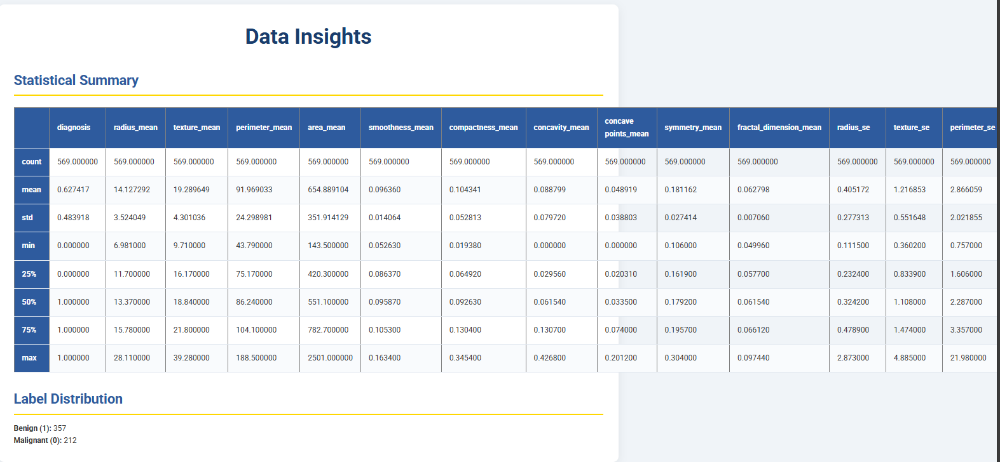 Data Insights
Statistical Summary
diagnosis radius_mean texture_mean perimeter_mean area_mean smoothness_mean compactness_mean concavity_mean concave points_mean symmetry_mean fractal_dimension_mean radius_se texture_se perimeter_se
count 569.000000 569.000000 569.000000 569.000000 569.000000 569.000000 569.000000 569.000000 569.000000 569.000000 569.000000 569.000000 569.000000 569.000000
mean 0.627417 14.127292 19.289649 91.969033 654.889104 0.096360 0.104341 0.088799 0.048919 0.181162 0.062798 0.405172 1.216853 2.866059
std 0.483918 3.524049 4.301036 24.298981 351.914129 0.014064 0.052813 0.079720 0.038803 0.027414 0.007060 0.277313 0.551648 2.021855
min 0.000000 6.981000 9.710000 43.790000 143.500000 0.052630 0.019380 0.000000 0.000000 0.106000 0.049960 0.111500 0.360200 0.757000
25% 0.000000 11.700000 16.170000 75.170000 420.300000 0.086370 0.064920 0.029560 0.020310 0.161900 0.057700 0.232400 0.833900 1.606000
50% 1.000000 13.370000 18.840000 86.240000 551.100000 0.095870 0.092630 0.061540 0.033500 0.179200 0.061540 0.324200 1.108000 2.287000
75% 1.000000 15.780000 21.800000 104.100000 782.700000 0.105300 0.130400 0.130700 0.074000 0.195700 0.066120 0.478900 1.474000 3.357000
max 1.000000 28.110000 39.280000 188.500000 2501.000000 0.163400 0.345400 0.426800 0.201200 0.304000 0.097440 2.873000 4.885000 21.980000
Label Distribution
Benign (1): 357
Malignant (0): 212